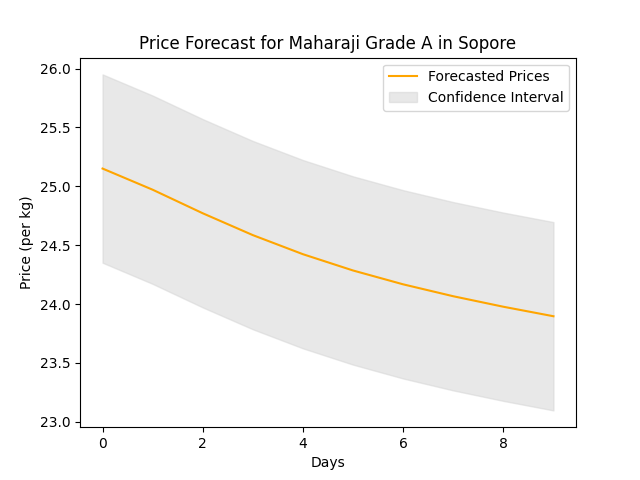 Price Forecast for Maharaji Grade A in Sopore
Forecasted Prices
Confidence Interval
Price (per kg)
26.0
25.5
25.0
24.5
24.0
23.5
23.0
0 2 4 6 8
Days